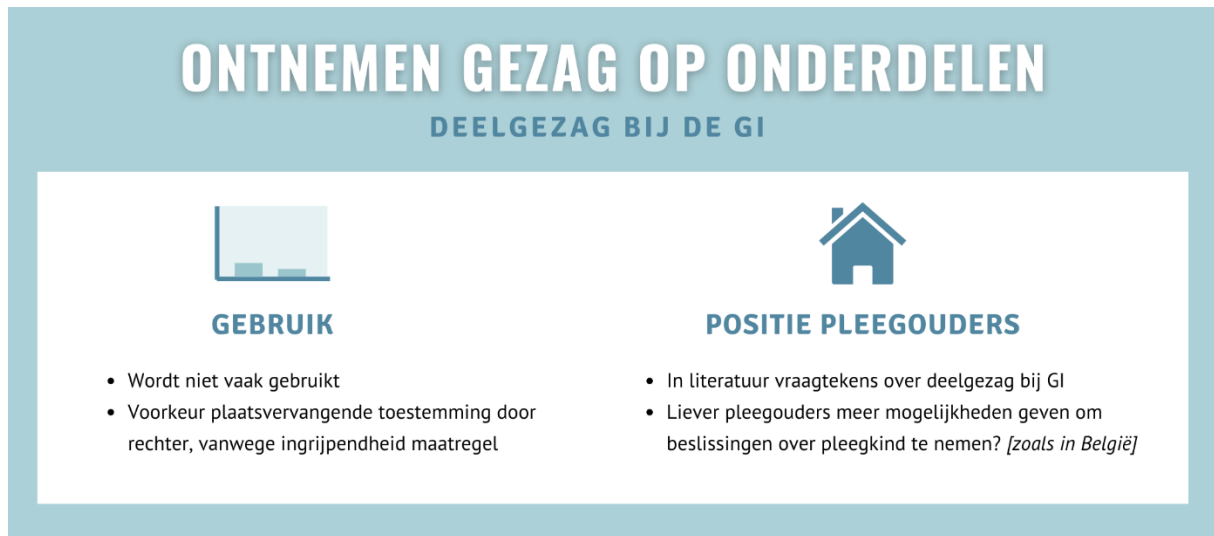 ONTNEMEN GEZAG OP ONDERDELEN
DEELGEZAG BIJ DE GI
GEBRUIK
• Wordt niet vaak gebruikt
• Voorkeur plaatsvervangende toestemming door
rechter, vanwege ingrijpendheid maatregel
POSITIE PLEEGOUDERS
• In literatuur vraagtekens over deelgezag bij GI
• Liever pleegouders meer mogelijkheden geven om
beslissingen over pleegkind te nemen? [zoals in België]